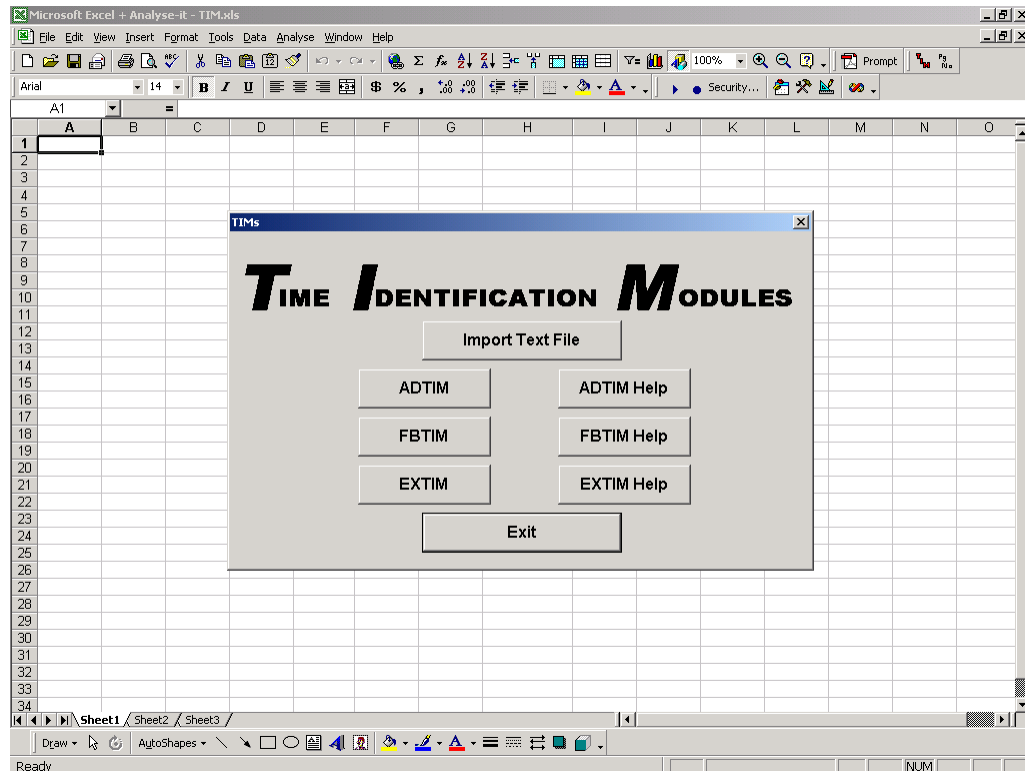 Microsoft Excel + Analyse-it - TIM.xls
File Edit View Insert Format Tools Data Analyse Window Help
100% Prompt
Arial 14 B I U $ % , Security...
A1 =
A B C D E F G H I J K L M N O
1
2
3
4
5
6
7
8
9
10
11
12
13
14
15
16
17
18
19
20
21
22
23
24
25
26
27
28
29
30
31
32
33
34
TIMs
TIME IDENTIFICATION MODULES
Import Text File
ADTIM ADTIM Help
FBTIM FBTIM Help
EXTIM EXTIM Help
Exit
Sheet1 Sheet2 Sheet3
Draw AutoShapes
Ready NUM